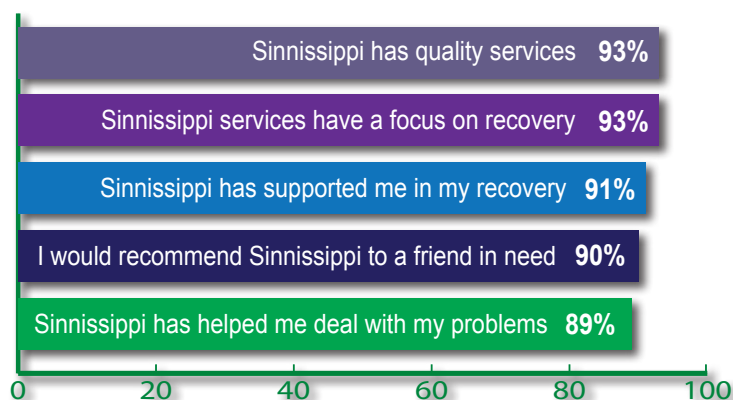 Sinnissippi has quality services 93%
Sinnissippi services have a focus on recovery 93%
Sinnissippi has supported me in my recovery 91%
I would recommend Sinnissippi to a friend in need 90%
Sinnissippi has helped me deal with my problems 89%
0 20 40 60 80 100